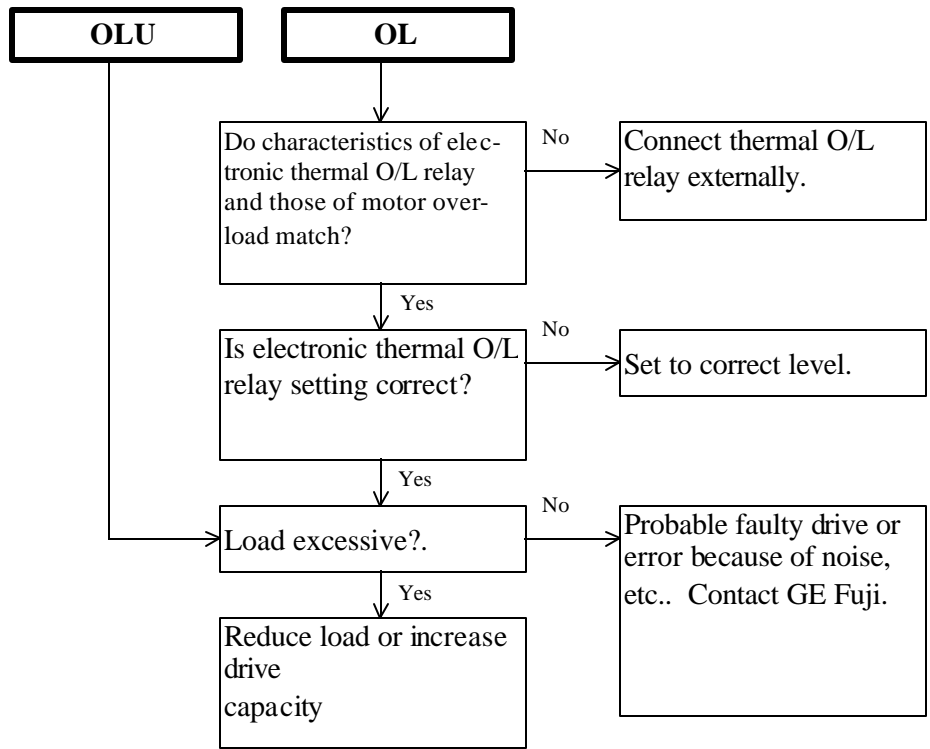 OLU
OL
Do characteristics of elec-
tronic thermal O/L relay
and those of motor over-
load match?
No
Connect thermal O/L
relay externally.
Yes
Is electronic thermal O/L
relay setting correct?
No
Set to correct level.
Yes
Load excessive?.
No
Probable faulty drive or
error because of noise,
etc.. Contact GE Fuji.
Yes
Reduce load or increase
drive
capacity